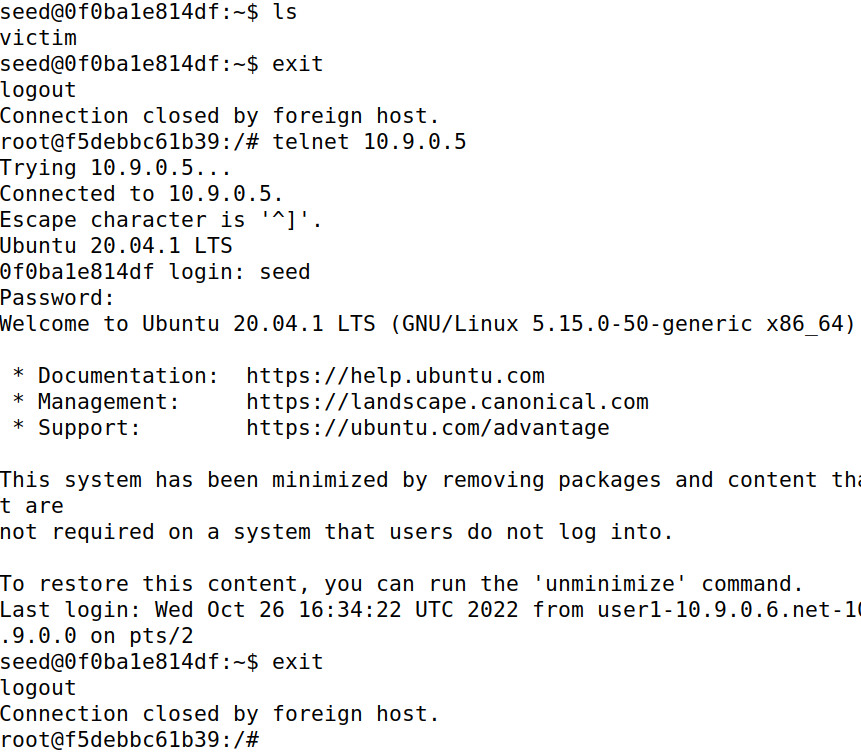 seed@0f0ba1e814df:~$ ls
victim
seed@0f0ba1e814df:~$ exit
logout
Connection closed by foreign host.
root@f5debbc61b39:/# telnet 10.9.0.5
Trying 10.9.0.5...
Connected to 10.9.0.5.
Escape character is '^]'.
Ubuntu 20.04.1 LTS
0f0ba1e814df login: seed
Password:
Welcome to Ubuntu 20.04.1 LTS (GNU/Linux 5.15.0-50-generic x86_64)

 * Documentation:  https://help.ubuntu.com
 * Management:     https://landscape.canonical.com
 * Support:        https://ubuntu.com/advantage

This system has been minimized by removing packages and content tha
t are
not required on a system that users do not log into.

To restore this content, you can run the 'unminimize' command.
Last login: Wed Oct 26 16:34:22 UTC 2022 from user1-10.9.0.6.net-10
.9.0.0 on pts/2
seed@0f0ba1e814df:~$ exit
logout
Connection closed by foreign host.
root@f5debbc61b39:/#